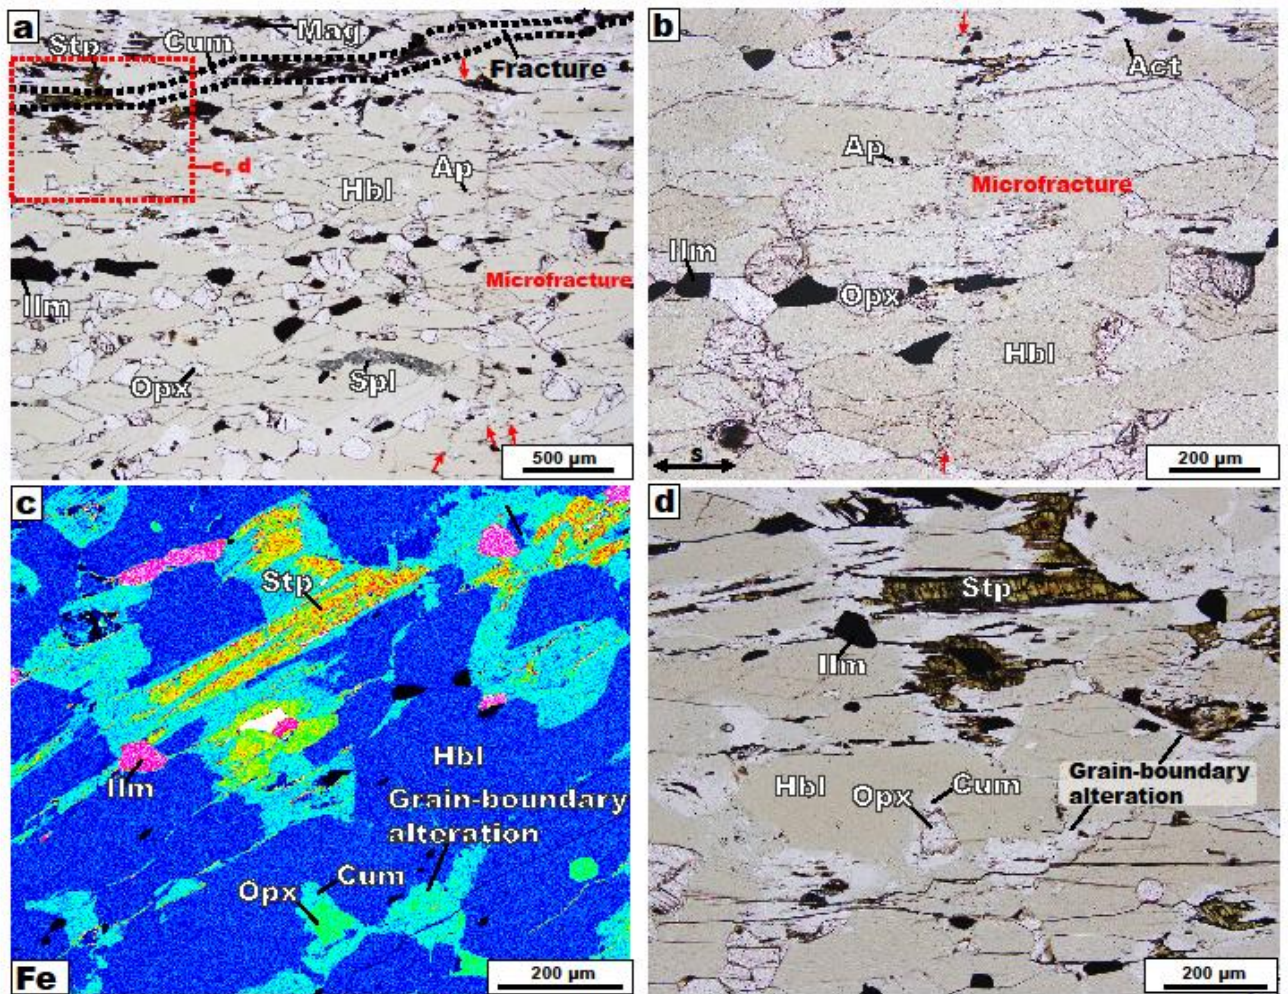 a
Stp
Cum
Mag
Fracture
c, d
Ap
Hbl
Microfracture
Ilm
Opx
Spl
500 µm
b
Act
Ap
Microfracture
Ilm
Opx
Hbl
S
200 µm
c
Stp
Ilm
Hbl
Grain-boundary
alteration
Cum
Opx
Fe
200 µm
d
Stp
Ilm
Hbl
Opx
Cum
Grain-boundary
alteration
200 µm